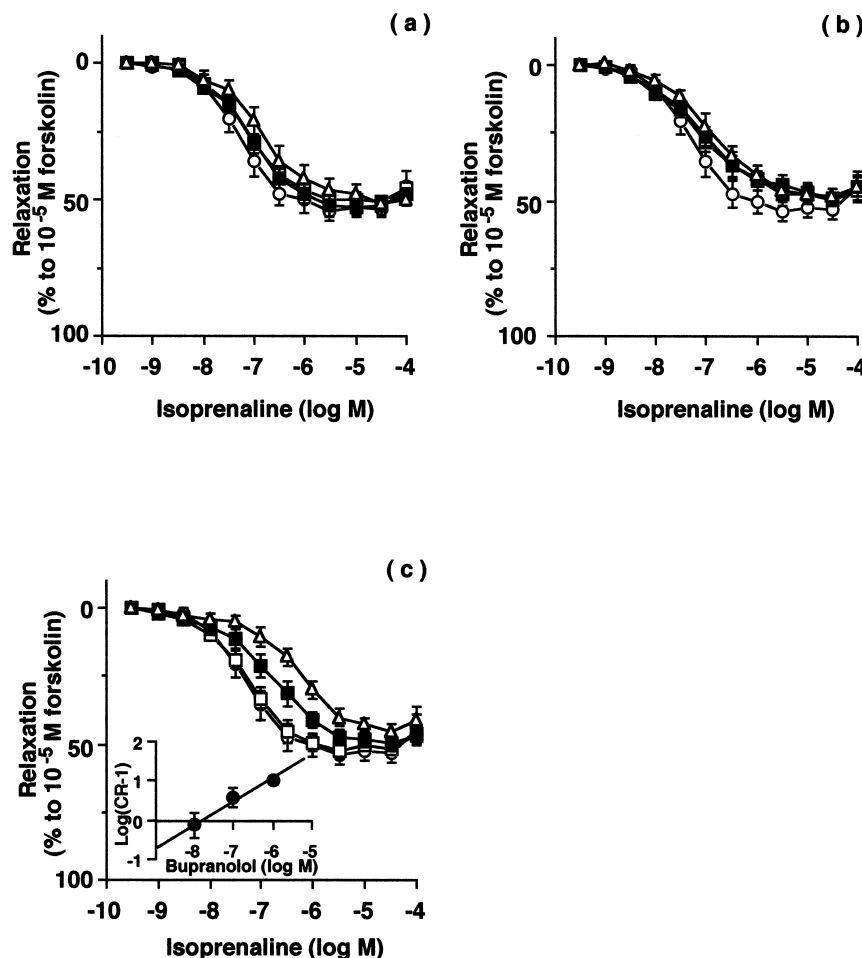 (a)
0
50
100
Relaxation
(% to 10⁻⁵ M forskolin)
-10 -9 -8 -7 -6 -5 -4
Isoprenaline (log M)
(b)
0
50
100
Relaxation
(% to 10⁻⁵ M forskolin)
-10 -9 -8 -7 -6 -5 -4
Isoprenaline (log M)
(c)
0
50
100
Relaxation
(% to 10⁻⁵ M forskolin)
2
1
0
-1
Log(CR-1)
-8 -7 -6 -5
Bupranolol (log M)
-10 -9 -8 -7 -6 -5 -4
Isoprenaline (log M)